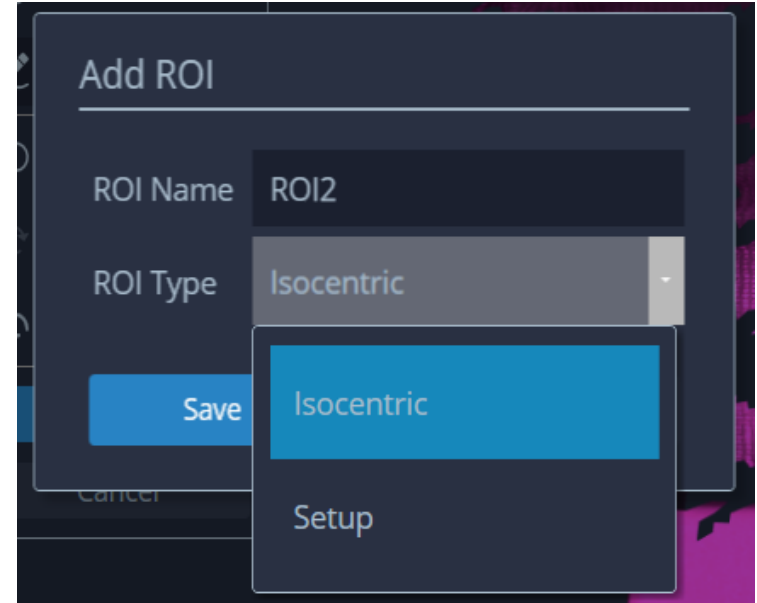 Add ROI
ROI Name ROI2
ROI Type Isocentric
Save Isocentric
Cancel
Setup